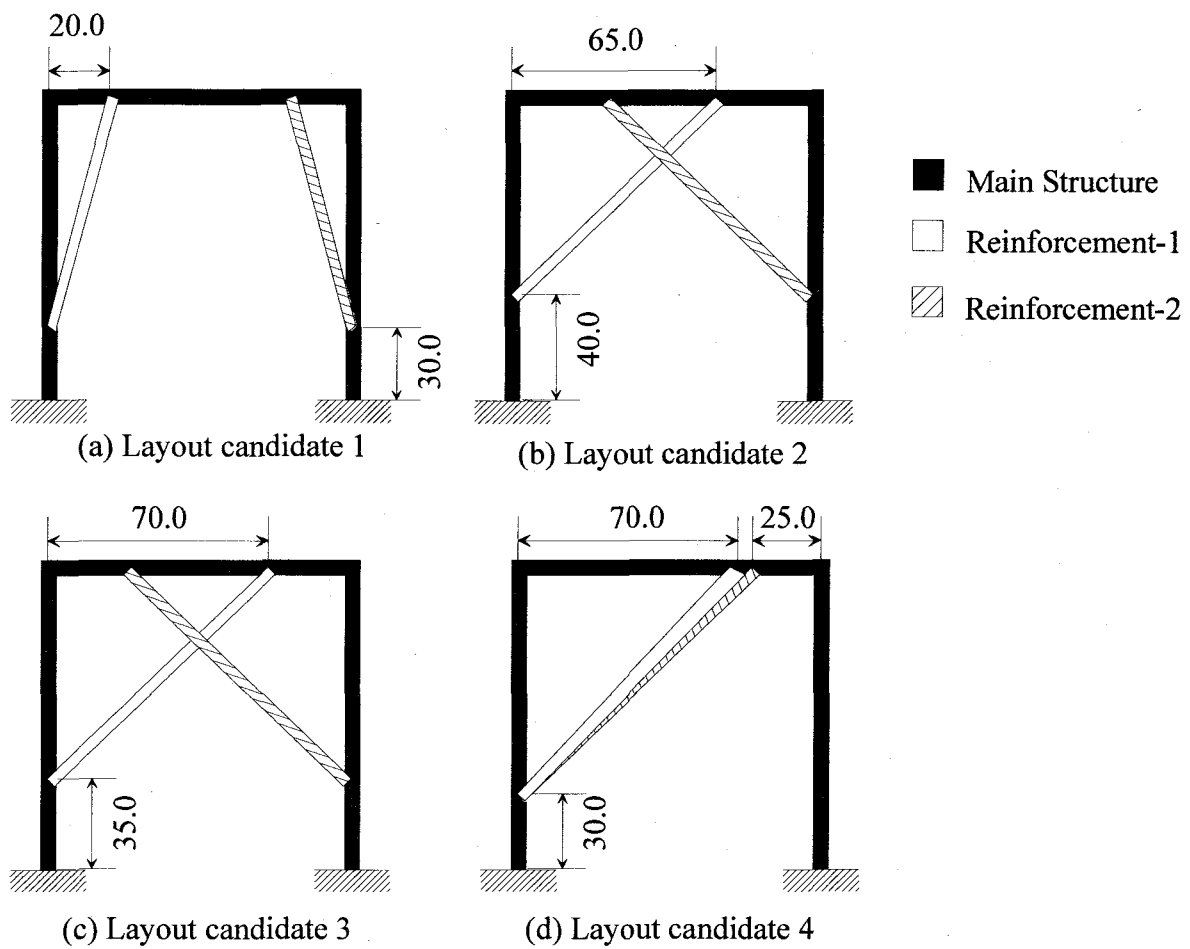 20.0
65.0
Main Structure
Reinforcement-1
Reinforcement-2
30.0
40.0
(a) Layout candidate 1
(b) Layout candidate 2
70.0
70.0
25.0
35.0
30.0
(c) Layout candidate 3
(d) Layout candidate 4